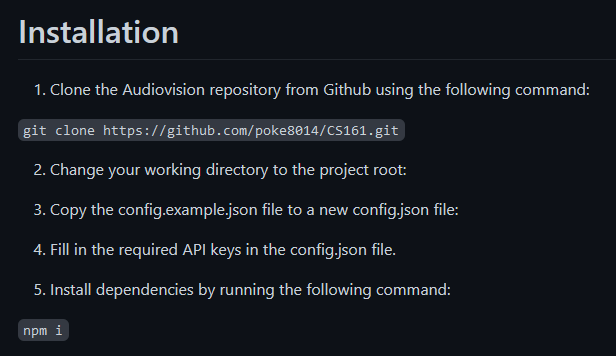 Installation
1. Clone the Audiovision repository from Github using the following command:
git clone https://github.com/poke8014/CS161.git
2. Change your working directory to the project root:
3. Copy the config.example.json file to a new config.json file:
4. Fill in the required API keys in the config.json file.
5. Install dependencies by running the following command:
npm i